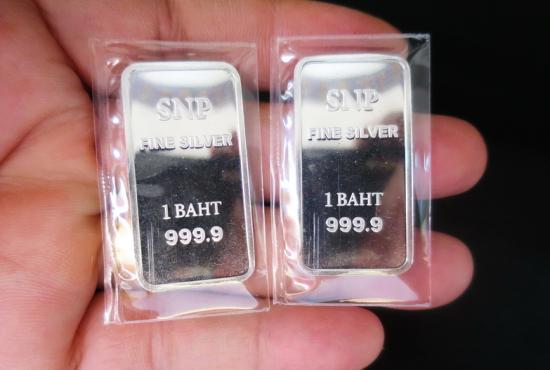 SNP
FINE SILVER
1 BAHT
999.9
SNP
FINE SILVER
1 BAHT
999.9